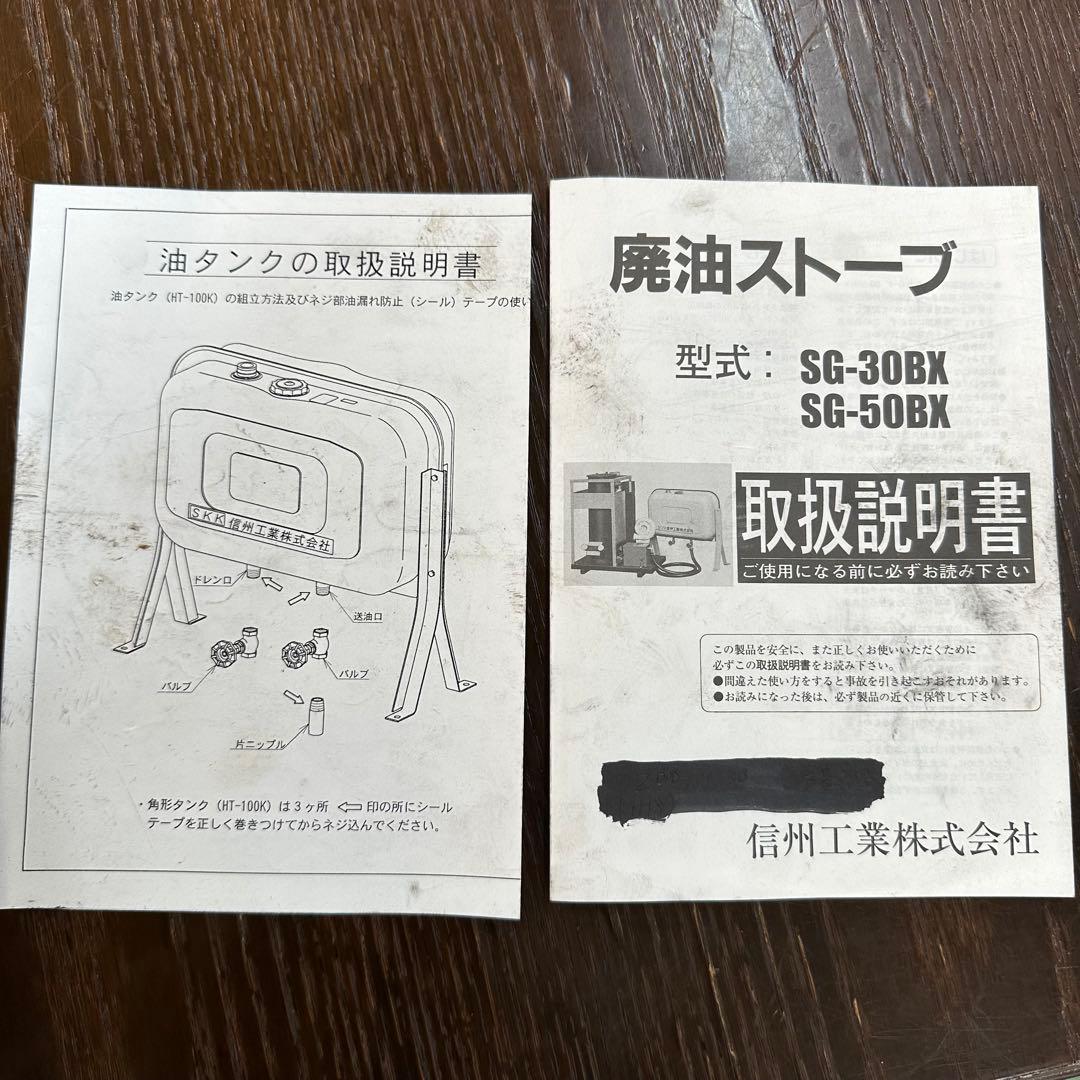 油タンクの取扱説明書
油タンク（HT-100K）の組立方法及びネジ部油漏れ防止（シール）テープの使い
SKK 信州工業株式会社
ドレン口
送油口
バルブ
バルブ
片ニップル
・角形タンク（HT-100K）は３ヶ所 ⇦ 印の所にシール
テープを正しく巻きつけてからネジ込んでください。
廃油ストーブ
型式：SG-30BX
SG-50BX
取扱説明書
ご使用になる前に必ずお読み下さい
この製品を安全に、また正しくお使いいただくために
必ずこの取扱説明書をお読み下さい。
●間違えた使い方をすると事故を引き起こすおそれがあります。
●お読みになった後は、必ず製品の近くに保管して下さい。
信州工業株式会社